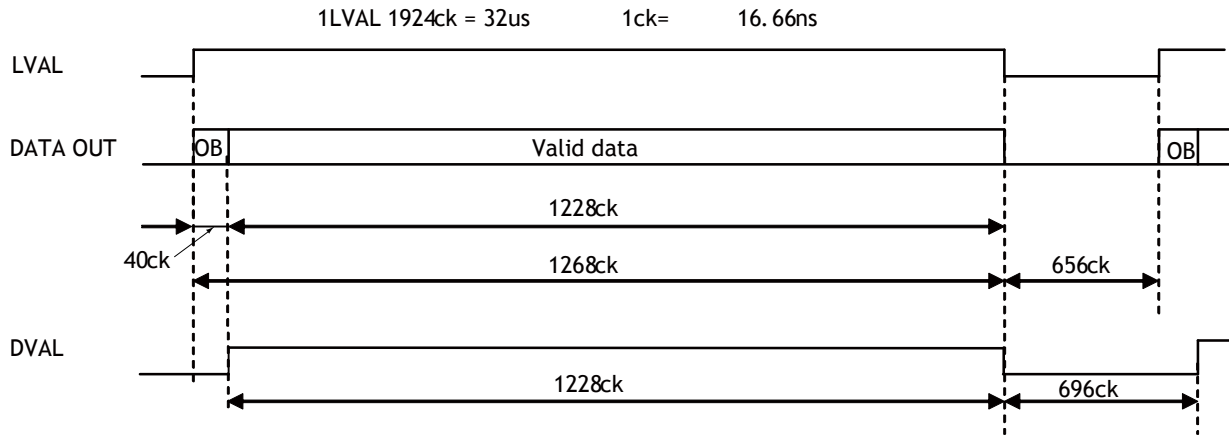 1LVAL 1924ck = 32us 1ck= 16.66ns
LVAL
DATA OUT OB Valid data OB
1228ck
40ck
1268ck 656ck
DVAL
1228ck 696ck